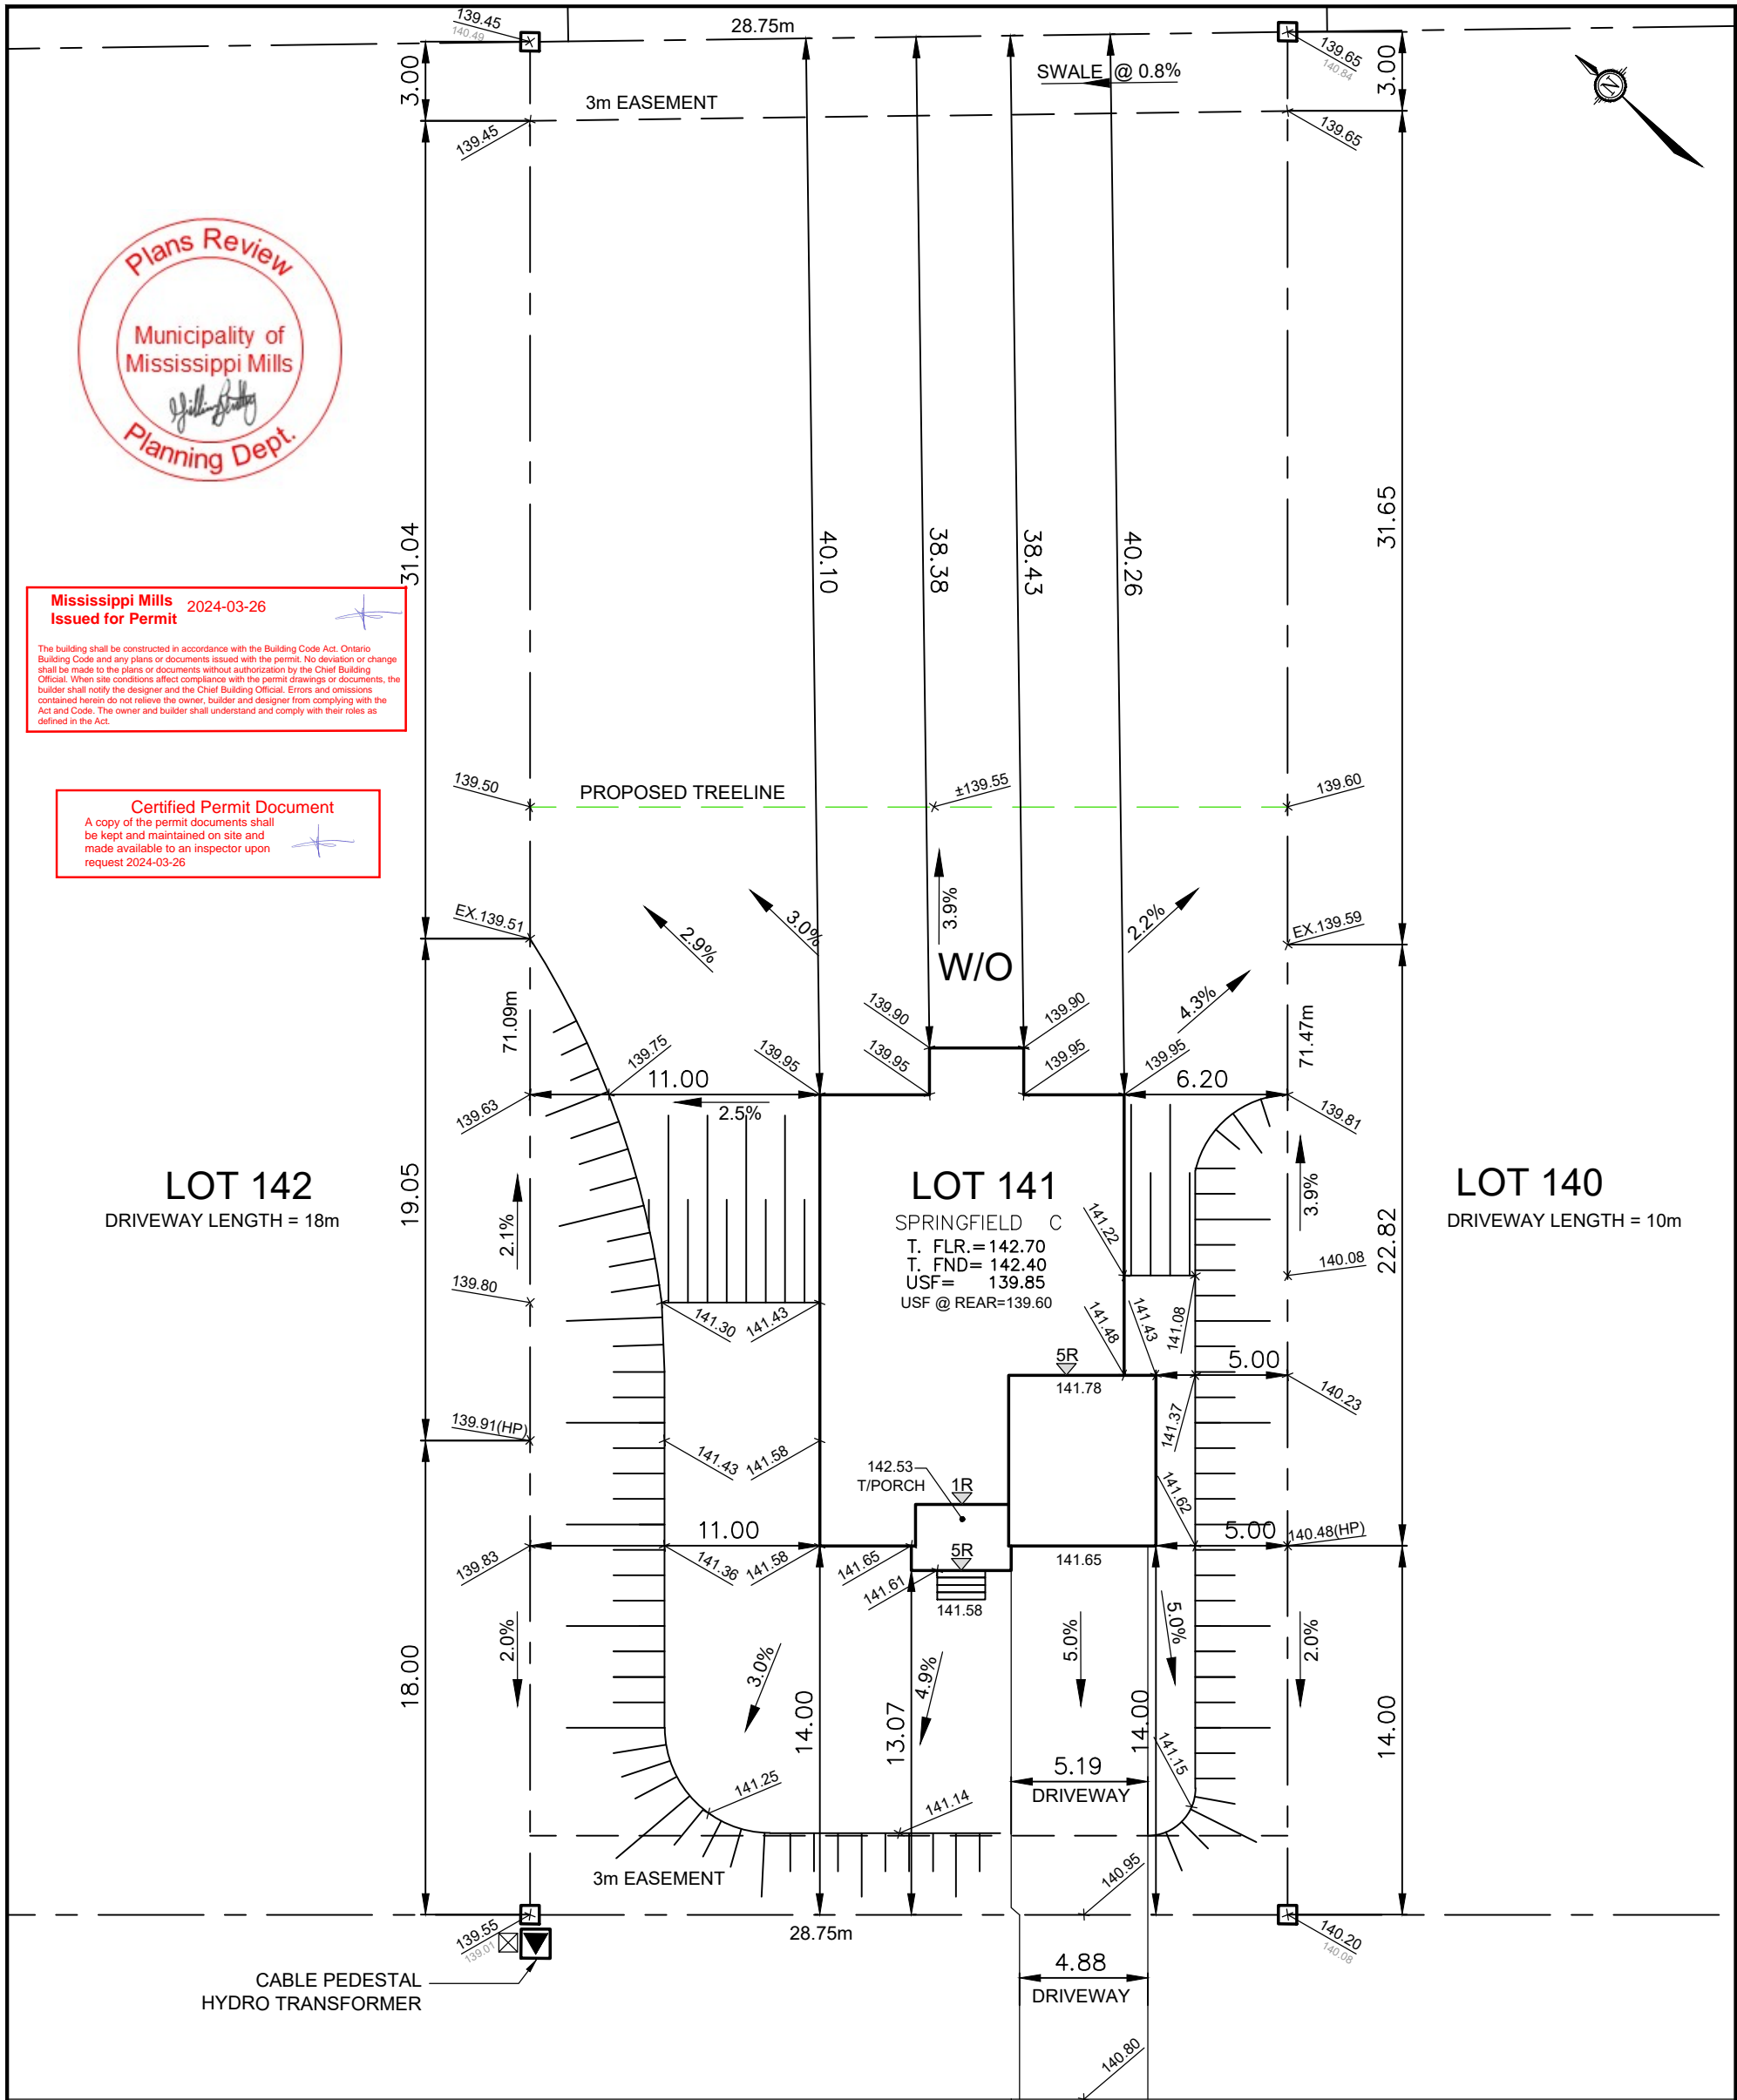 139.45
140.49
28.75m
139.65
140.84
3.00
3.00
SWALE @ 0.8%
N
3m EASEMENT
139.45
139.65
Plans Review
Municipality of
Mississippi Mills
Planning Dept.
31.04
40.10
38.38
38.43
40.26
31.65
Mississippi Mills
Issued for Permit
2024-03-26
The building shall be constructed in accordance with the Building Code Act. Ontario
Building Code and any plans or documents issued with the permit. No deviation or change
shall be made to the plans or documents without authorization by the Chief Building
Official. When site conditions affect compliance with the permit drawings or documents, the
builder shall notify the designer and the Chief Building Official. Errors and omissions
contained herein do not relieve the owner, builder and designer from complying with the
Act and Code. The owner and builder shall understand and comply with their roles as
defined in the Act.
139.50
PROPOSED TREELINE
±139.55
139.60
Certified Permit Document
A copy of the permit documents shall
be kept and maintained on site and
made available to an inspector upon
request 2024-03-26
EX.139.51
2.9%
3.0%
3.9%
2.2%
EX.139.59
W/O
71.09m
139.75
139.95
139.90
139.95
139.90
139.95
4.3%
139.95
71.47m
11.00
6.20
2.5%
139.63
139.81
LOT 142
DRIVEWAY LENGTH = 18m
19.05
2.1%
LOT 141
SPRINGFIELD C
T. FLR.= 142.70
T. FND= 142.40
USF= 139.85
USF @ REAR=139.60
141.22
3.9%
LOT 140
DRIVEWAY LENGTH = 10m
22.82
139.80
140.08
141.30
141.43
141.48
141.43
141.08
5R
141.78
5.00
140.23
139.91(HP)
141.43
141.58
141.37
142.53
T/PORCH
1R
141.62
11.00
5.00
140.48(HP)
139.83
141.36
141.58
141.65
141.61
5R
141.58
141.65
18.00
2.0%
3.0%
14.00
4.9%
13.07
5.0%
5.0%
14.00
2.0%
14.00
141.25
141.14
5.19
DRIVEWAY
141.15
3m EASEMENT
140.95
28.75m
139.55
139.01
140.20
140.08
CABLE PEDESTAL
HYDRO TRANSFORMER
4.88
DRIVEWAY
140.80